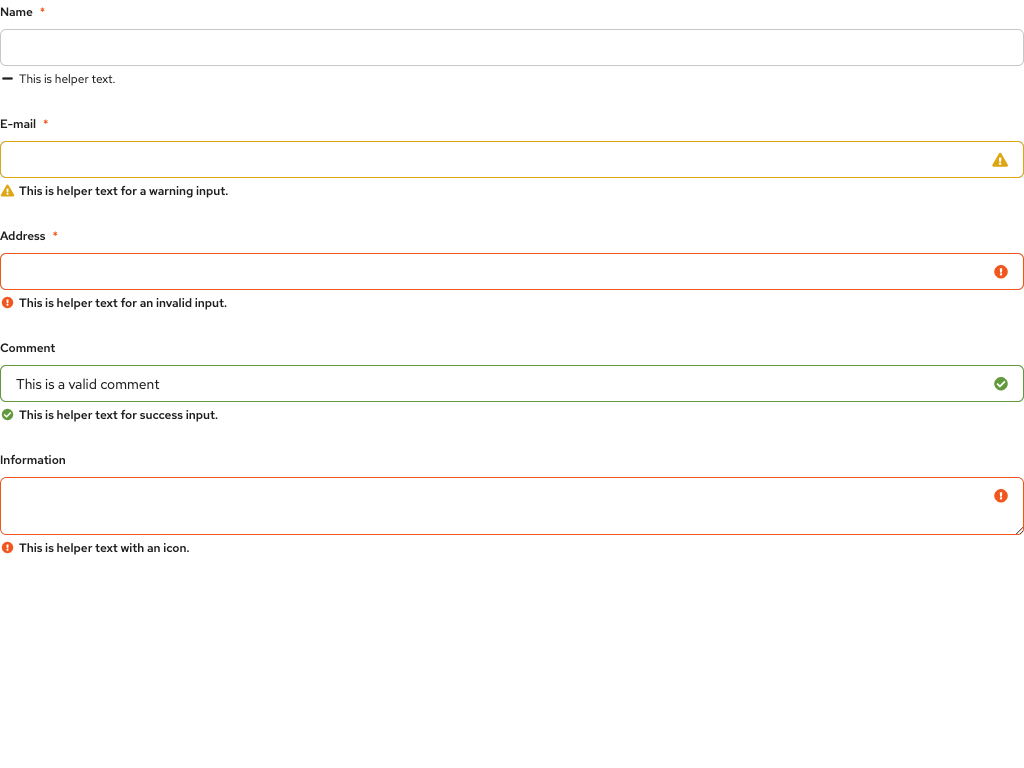 Name *
This is helper text.
E-mail *
This is helper text for a warning input.
Address *
This is helper text for an invalid input.
Comment
This is a valid comment
This is helper text for success input.
Information
This is helper text with an icon.